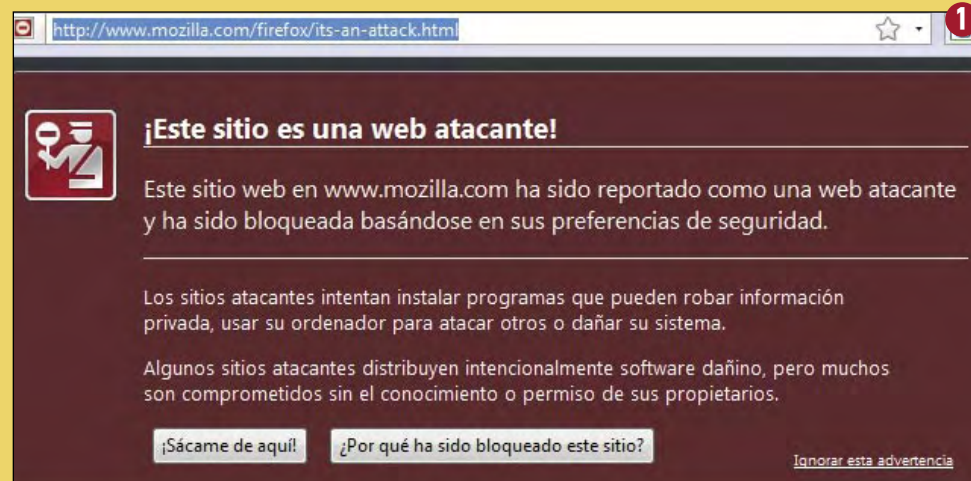 http://www.mozilla.com/firefox/its-an-attack.html
1
¡Este sitio es una web atacante!
Este sitio web en www.mozilla.com ha sido reportado como una web atacante
y ha sido bloqueada basándose en sus preferencias de seguridad.
Los sitios atacantes intentan instalar programas que pueden robar información
privada, usar su ordenador para atacar otros o dañar su sistema.
Algunos sitios atacantes distribuyen intencionalmente software dañino, pero muchos
son comprometidos sin el conocimiento o permiso de sus propietarios.
¡Sácame de aquí!
¿Por qué ha sido bloqueado este sitio?
Ignorar esta advertencia